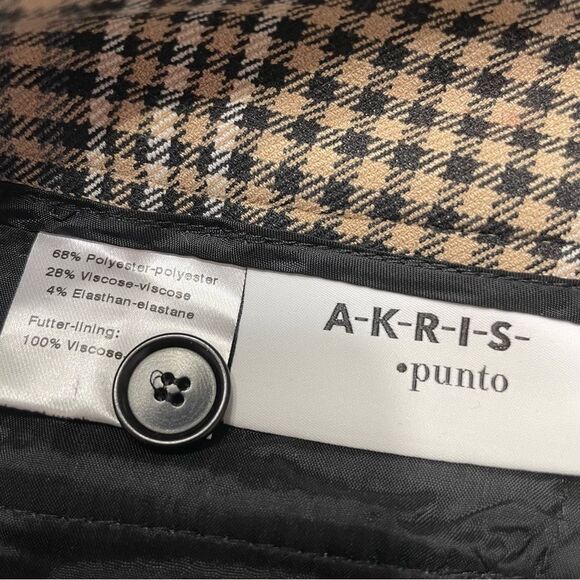 68% Polyester-polyester
28% Viscose-viscose
4% Elasthan-elastane
Futter-lining:
100% Viscose
A-K-R-I-S-
•punto